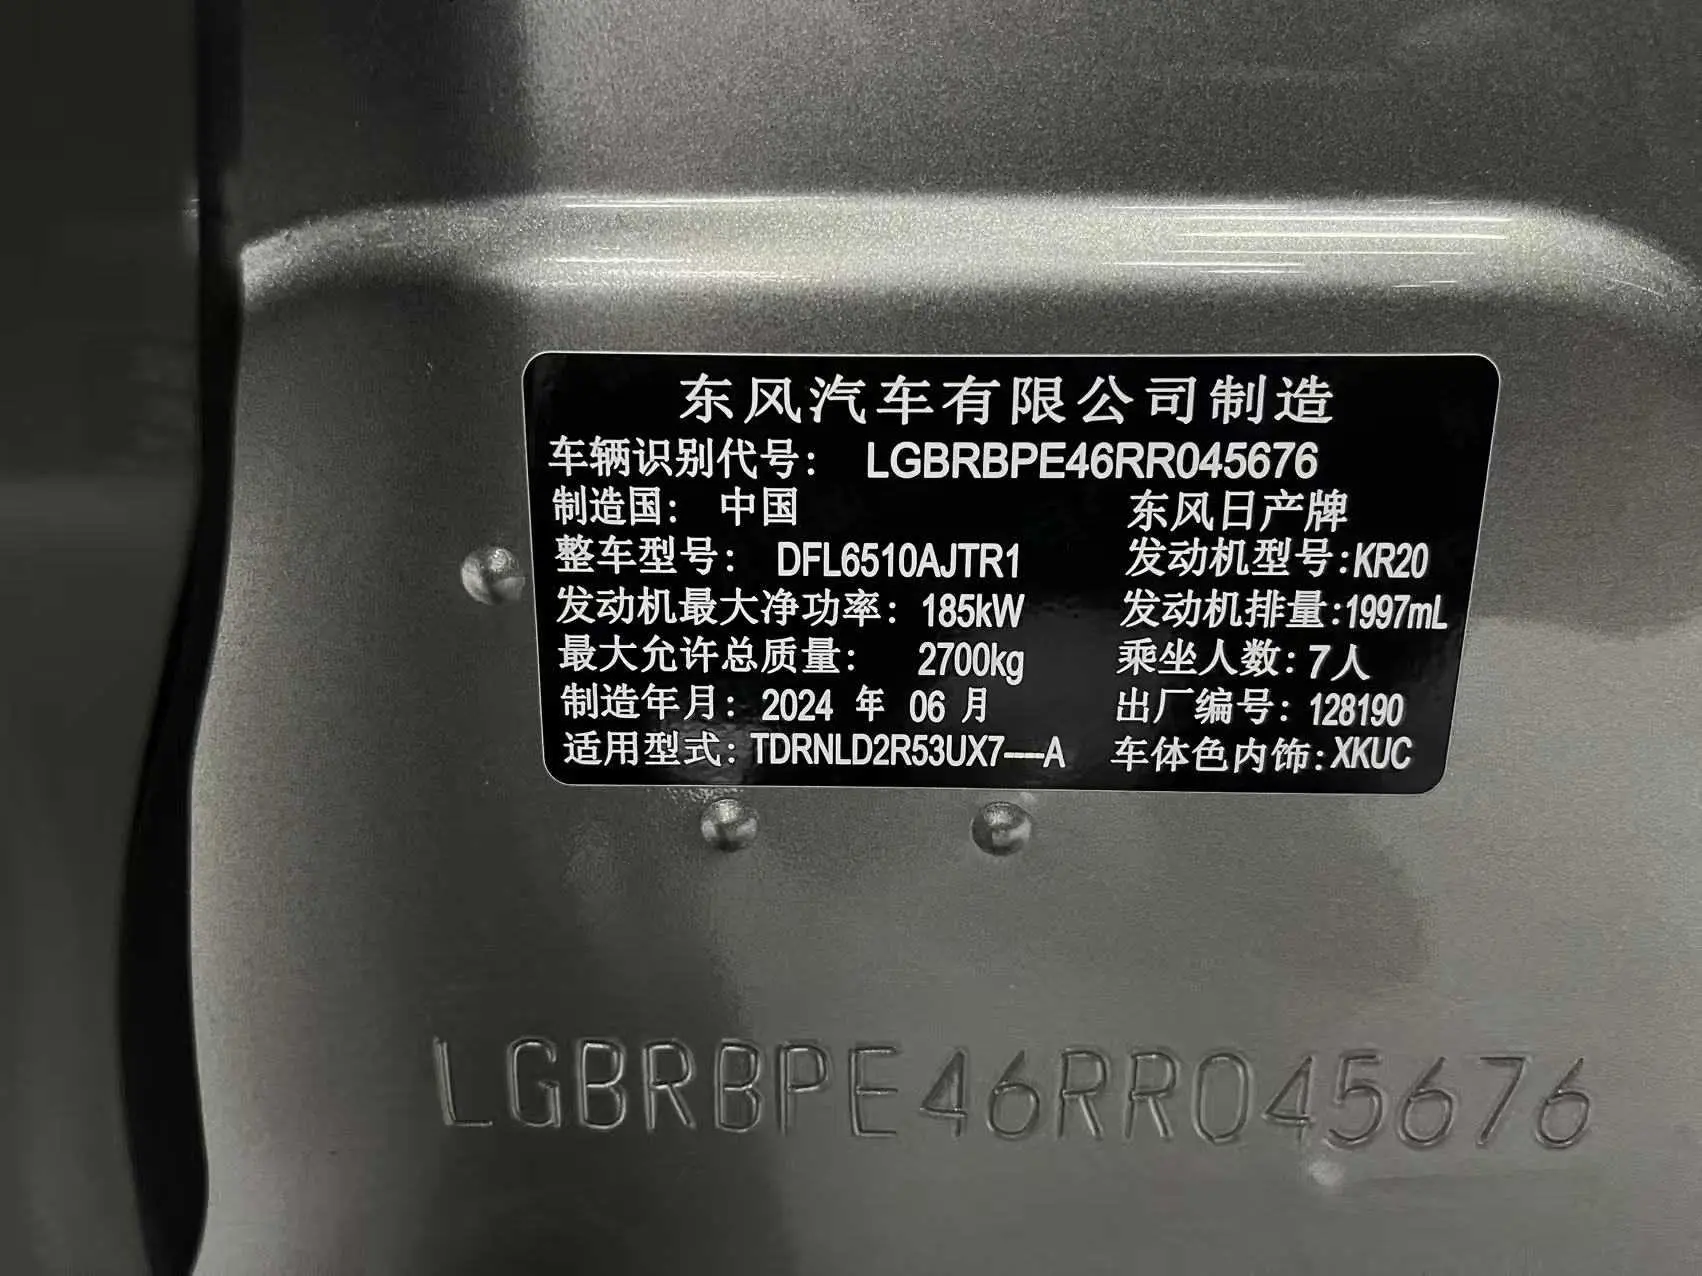 东风汽车有限公司制造
车辆识别代号: LGBRBPE46RR045676
制造国: 中国 东风日产牌
整车型号: DFL6510AJTR1 发动机型号:KR20
发动机最大净功率: 185kW 发动机排量:1997mL
最大允许总质量: 2700kg 乘坐人数:7人
制造年月: 2024 年 06 月 出厂编号: 128190
适用型式: TDRNLD2R53UX7----A 车体色内饰:XKUC
LGBRBPE46RR045676